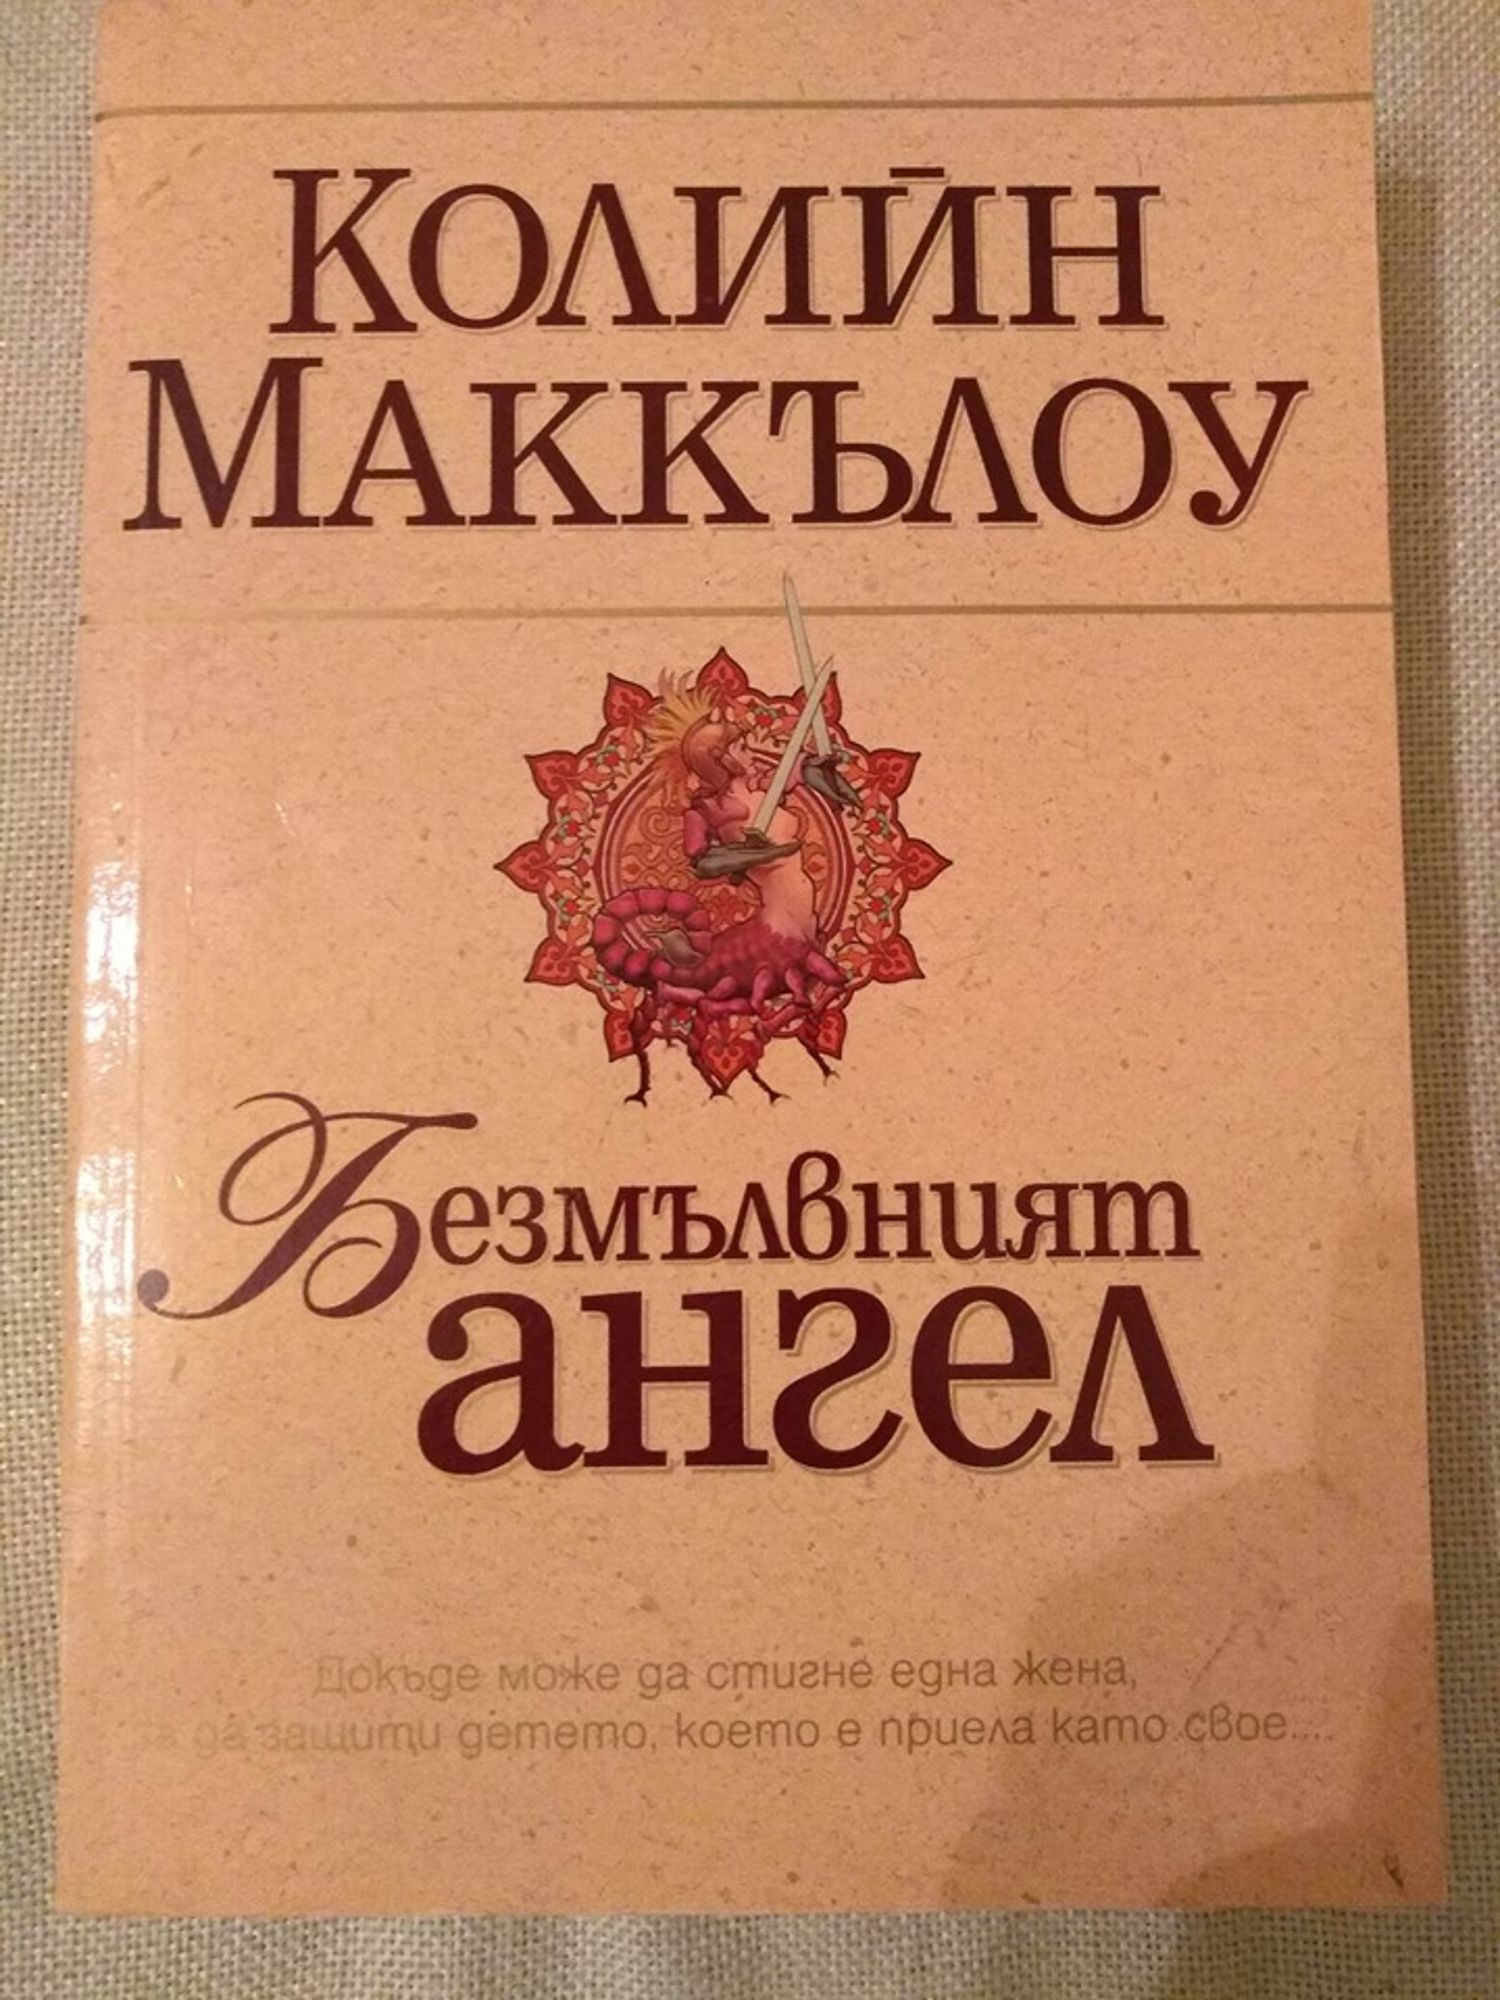 Колийн
Маккълоу
Безмълвният
ангел
Докъде може да стигне една жена,
да защити детето, което е приела като свое....